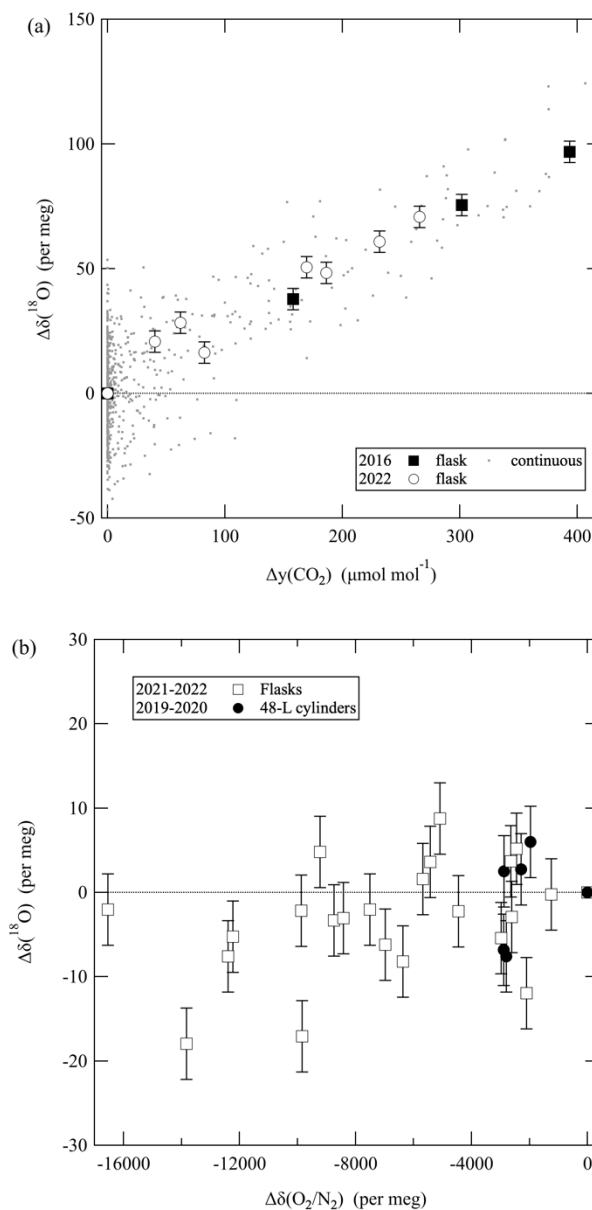 (a)
150
100
50
0
-50
Δδ(¹⁸O) (per meg)
2016 ■ flask · continuous
2022 ○ flask
0 100 200 300 400
Δy(CO₂) (μmol mol⁻¹)
(b)
30
20
10
0
-10
-20
-30
Δδ(¹⁸O) (per meg)
2021-2022 □ Flasks
2019-2020 ● 48-L cylinders
-16000 -12000 -8000 -4000 0
Δδ(O₂/N₂) (per meg)